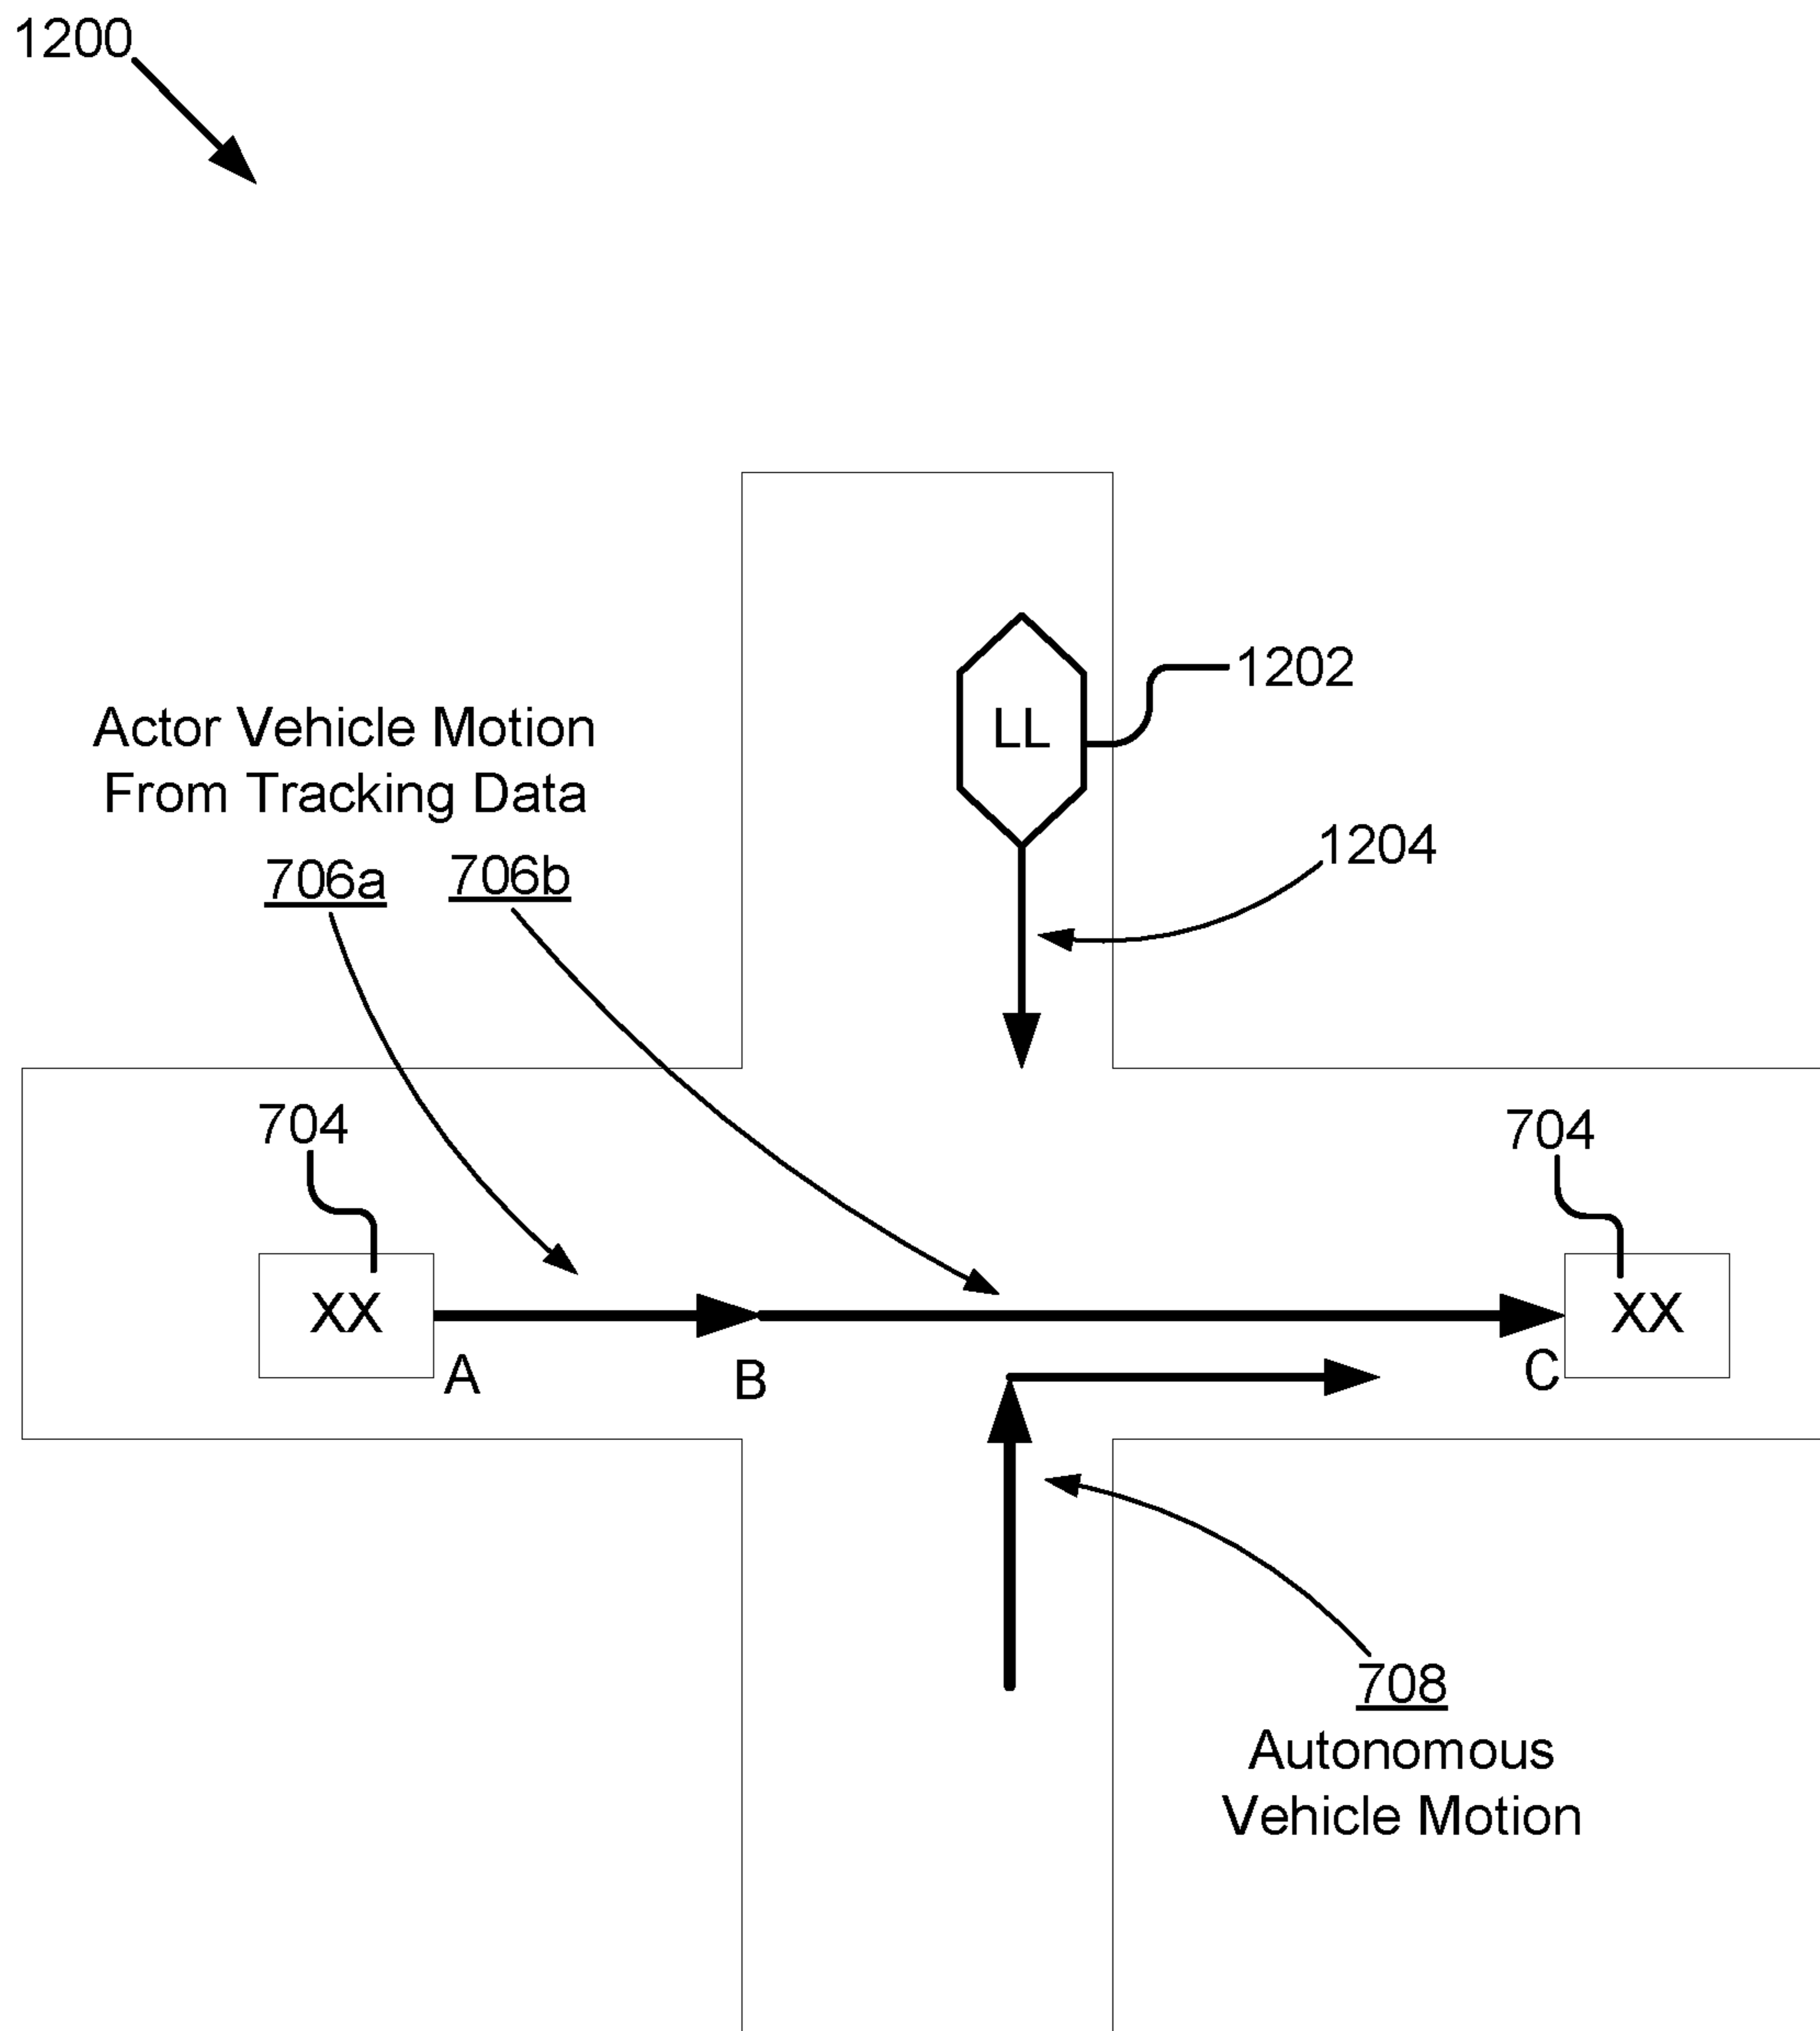 1200
1202
LL
Actor Vehicle Motion
From Tracking Data
706a 706b
1204
704
704
XX
XX
A
B
C
708
Autonomous
Vehicle Motion